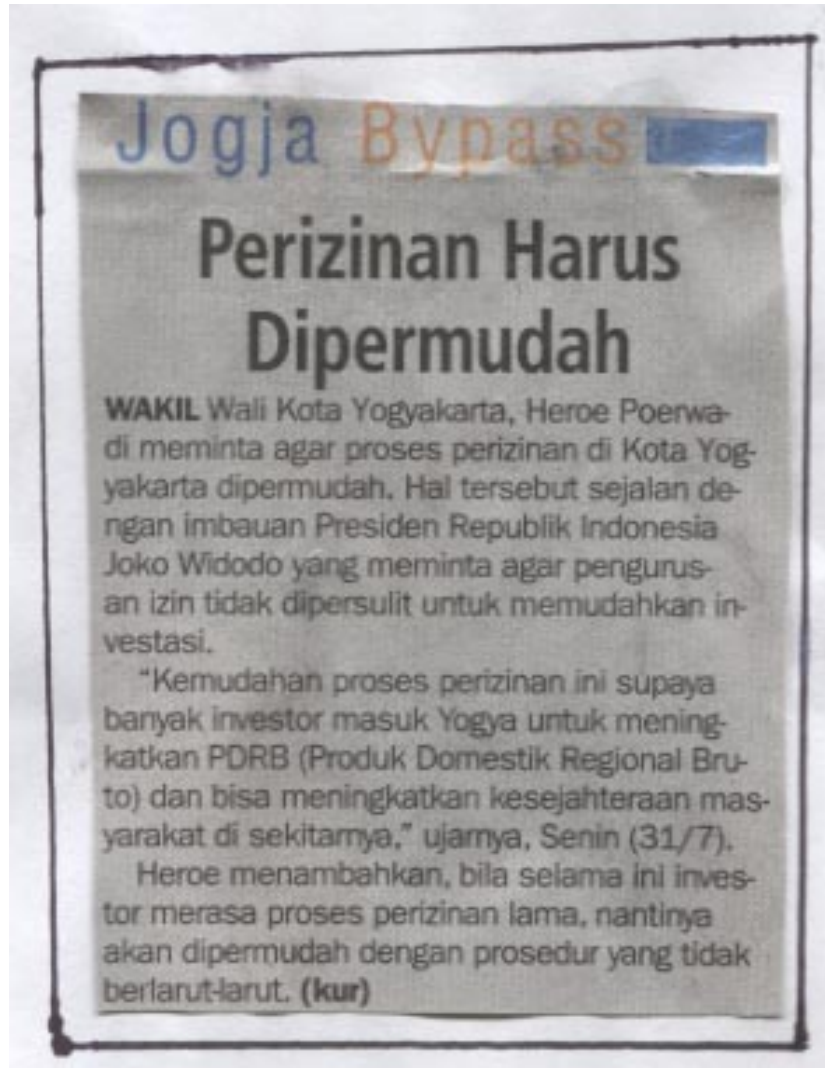 Jogja Bypass
Perizinan Harus
Dipermudah
WAKIL Wali Kota Yogyakarta, Heroe Poerwa-
di meminta agar proses perizinan di Kota Yog-
yakarta dipermudah. Hal tersebut sejalan de-
ngan imbauan Presiden Republik Indonesia
Joko Widodo yang meminta agar pengurus-
an izin tidak dipersulit untuk memudahkan in-
vestasi.
"Kemudahan proses perizinan ini supaya
banyak investor masuk Yogya untuk mening-
katkan PDRB (Produk Domestik Regional Bru-
to) dan bisa meningkatkan kesejahteraan mas-
yarakat di sekitarnya," ujarnya, Senin (31/7).
Heroe menambahkan, bila selama ini inves-
tor merasa proses perizinan lama, nantinya
akan dipermudah dengan prosedur yang tidak
berlarut-larut. (kur)